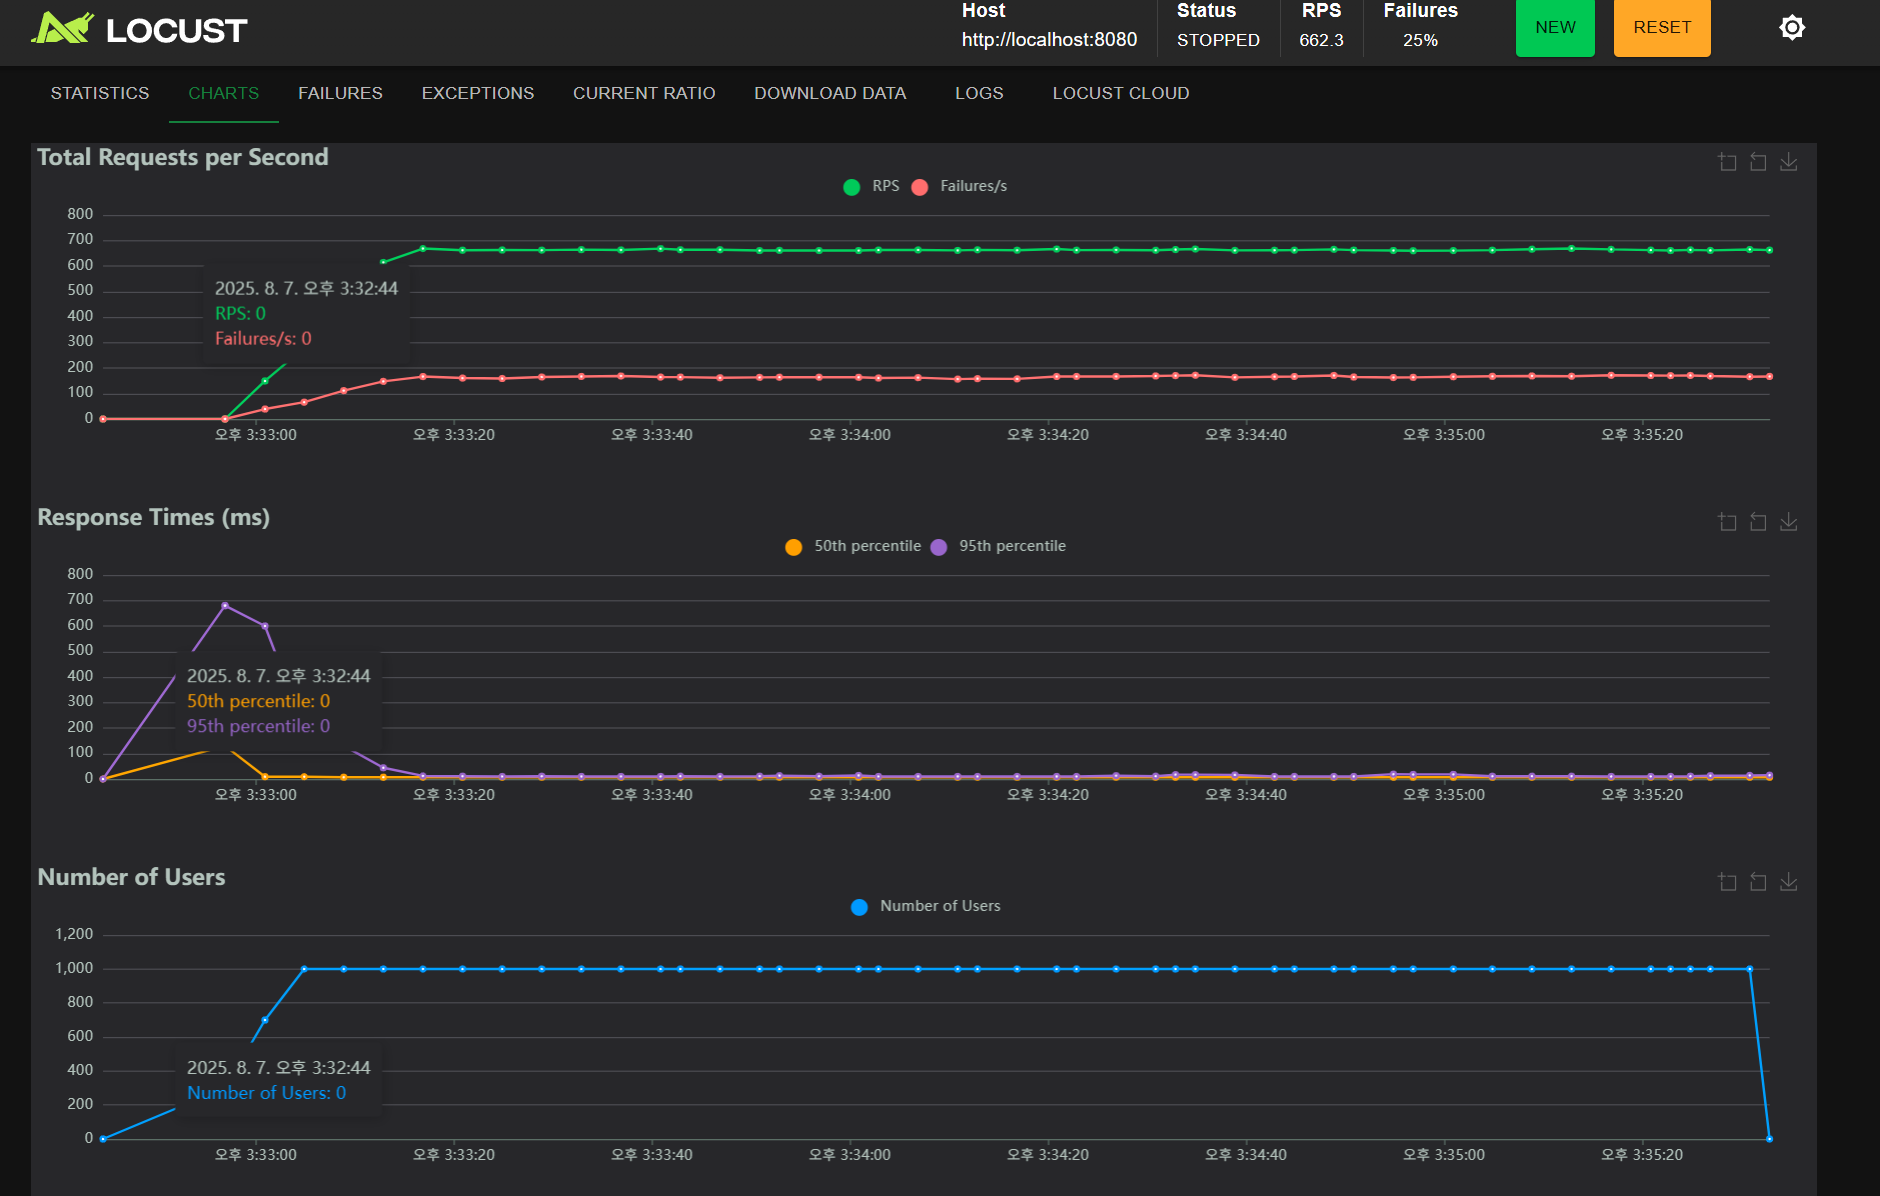 LOCUST
Host
http://localhost:8080
Status
STOPPED
RPS
662.3
Failures
25%
NEW
RESET
STATISTICS CHARTS FAILURES EXCEPTIONS CURRENT RATIO DOWNLOAD DATA LOGS LOCUST CLOUD
Total Requests per Second
RPS Failures/s
800
700
600
500
400
300
200
100
0
2025. 8. 7. 오후 3:32:44
RPS: 0
Failures/s: 0
오후 3:33:00 오후 3:33:20 오후 3:33:40 오후 3:34:00 오후 3:34:20 오후 3:34:40 오후 3:35:00 오후 3:35:20
Response Times (ms)
50th percentile 95th percentile
800
700
600
500
400
300
200
100
0
2025. 8. 7. 오후 3:32:44
50th percentile: 0
95th percentile: 0
오후 3:33:00 오후 3:33:20 오후 3:33:40 오후 3:34:00 오후 3:34:20 오후 3:34:40 오후 3:35:00 오후 3:35:20
Number of Users
Number of Users
1,200
1,000
800
600
400
200
0
2025. 8. 7. 오후 3:32:44
Number of Users: 0
오후 3:33:00 오후 3:33:20 오후 3:33:40 오후 3:34:00 오후 3:34:20 오후 3:34:40 오후 3:35:00 오후 3:35:20